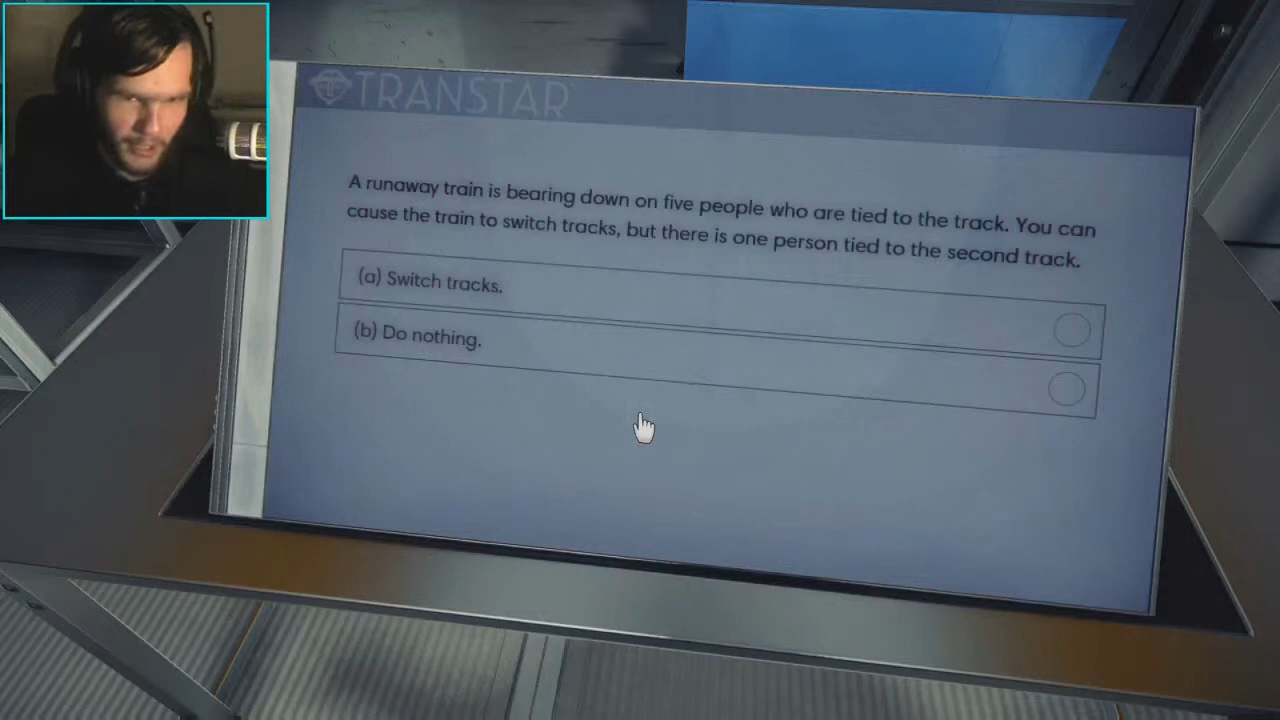 TRANSTAR
A runaway train is bearing down on five people who are tied to the track. You can
cause the train to switch tracks, but there is one person tied to the second track.
(a) Switch tracks.
(b) Do nothing.